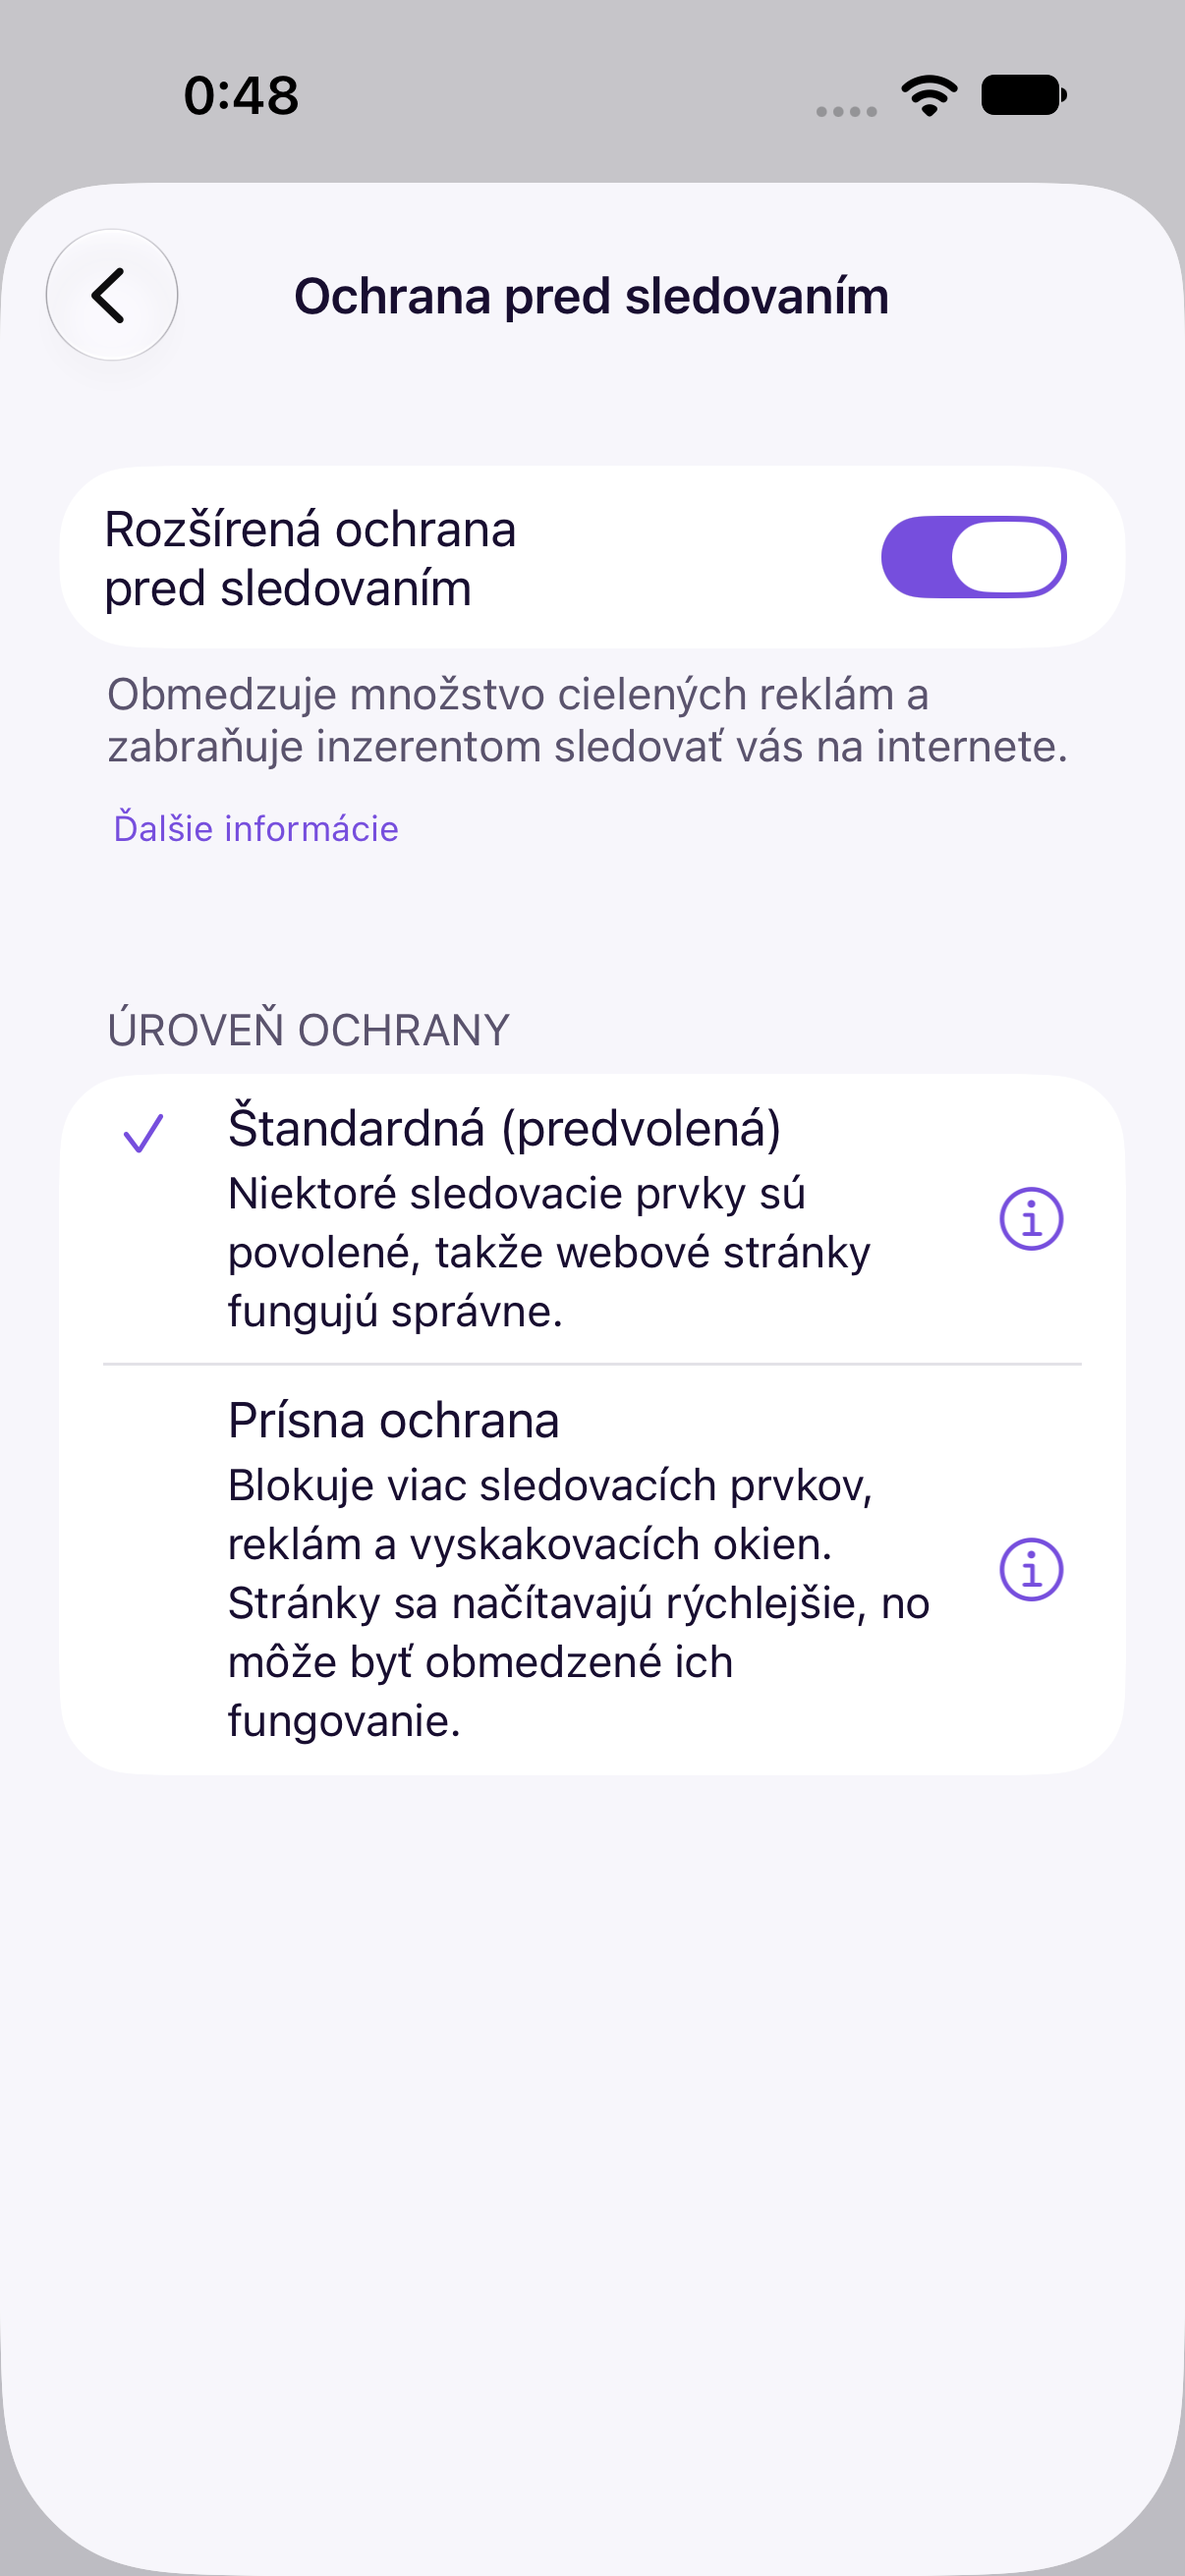 0:48
Ochrana pred sledovaním
Rozšírená ochrana
pred sledovaním
Obmedzuje množstvo cielených reklám a
zabraňuje inzerentom sledovať vás na internete.
Ďalšie informácie
ÚROVEŇ OCHRANY
Štandardná (predvolená)
Niektoré sledovacie prvky sú
povolené, takže webové stránky
fungujú správne.
Prísna ochrana
Blokuje viac sledovacích prvkov,
reklám a vyskakovacích okien.
Stránky sa načítavajú rýchlejšie, no
môže byť obmedzené ich
fungovanie.